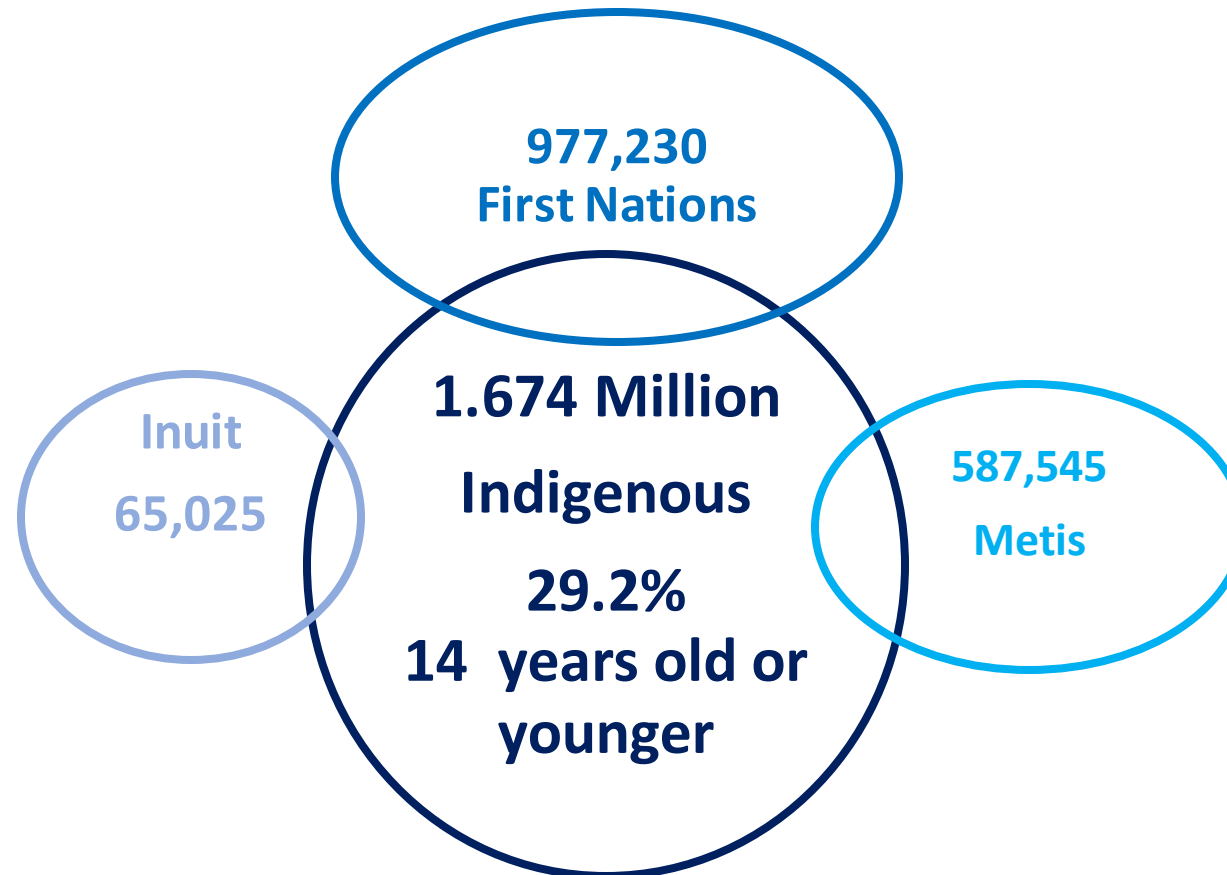 977,230
First Nations
1.674 Million
Indigenous
29.2%
14 years old or
younger
Inuit
65,025
587,545
Metis